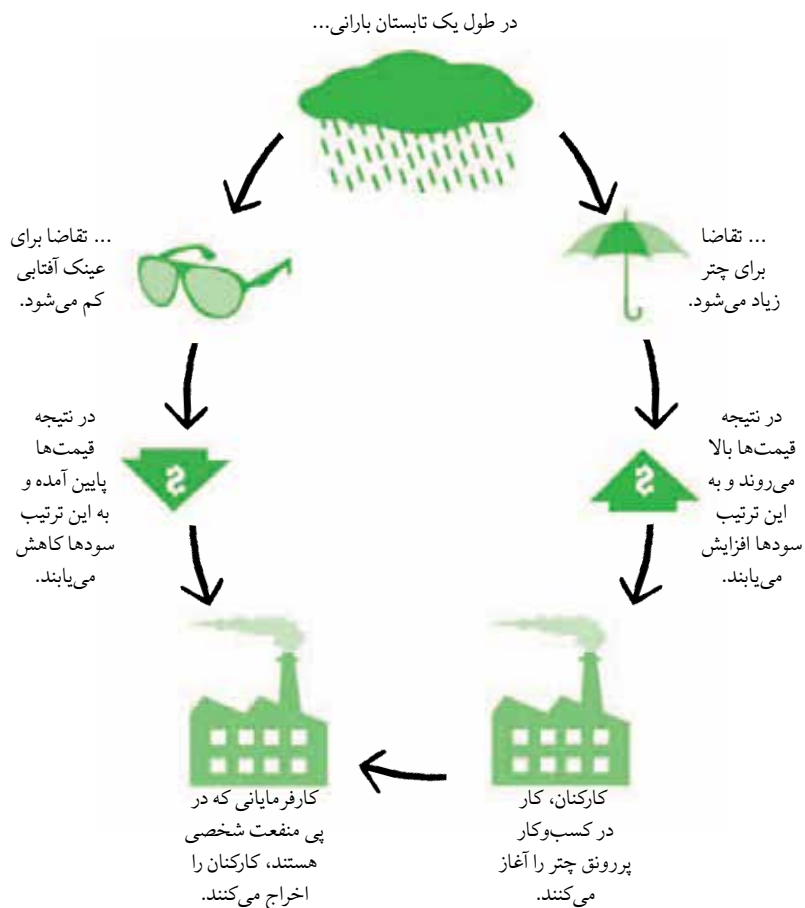 در طول یک تابستان بارانی...
... تقاضا
برای چتر
زیاد می‌شود.
... تقاضا برای
عینک آفتابی
کم می‌شود.
در نتیجه
قیمت‌ها بالا
می‌روند و به
این ترتیب
سودها افزایش
می‌یابند.
در نتیجه
قیمت‌ها
پایین آمده و
به این ترتیب
سودها کاهش
می‌یابند.
$
$
کارکنان، کار
در کسب‌وکار
پررونق چتر را آغاز
می‌کنند.
کارفرمایانی که در
پی منفعت شخصی
هستند، کارکنان را
اخراج می‌کنند.